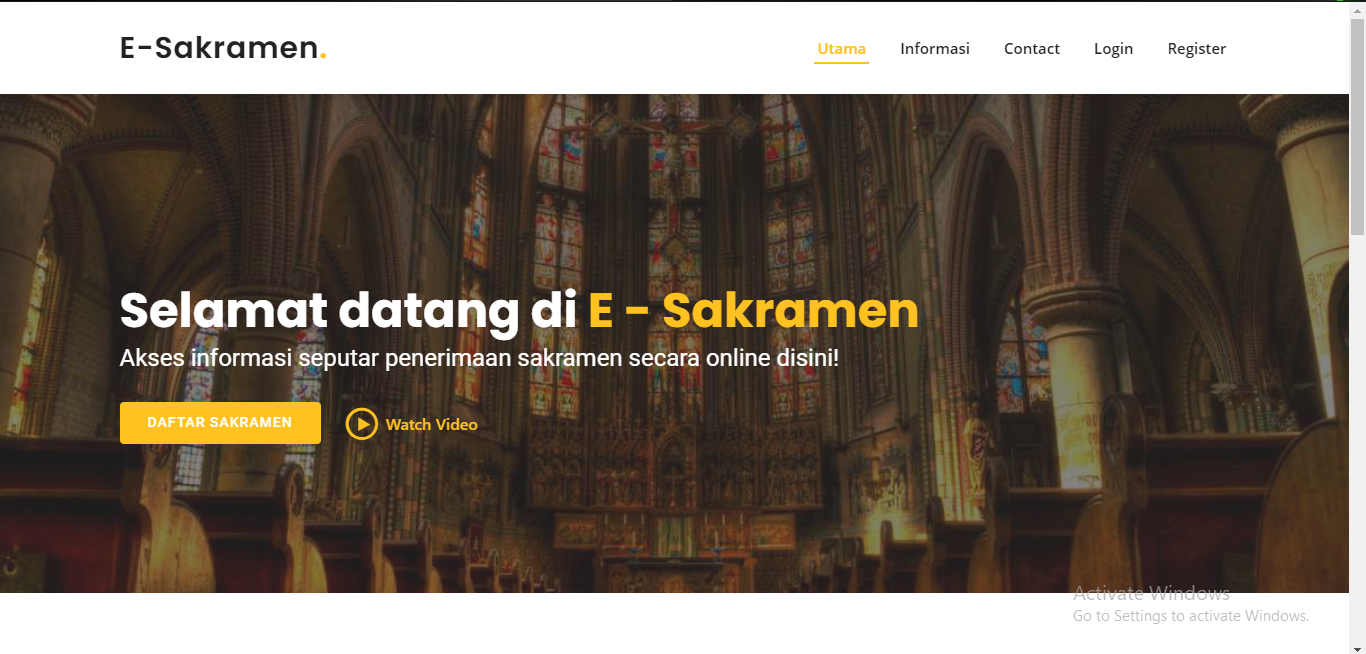 E-Sakramen.
Utama Informasi Contact Login Register
Selamat datang di E - Sakramen
Akses informasi seputar penerimaan sakramen secara online disini!
DAFTAR SAKRAMEN Watch Video
Activate Windows
Go to Settings to activate Windows.